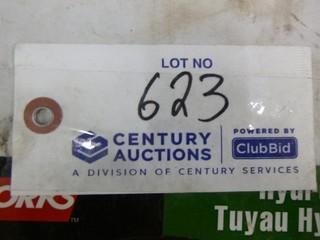 LOT NO
623
CENTURY AUCTIONS
POWERED BY
ClubBid
A DIVISION OF CENTURY SERVICES
Tuyau Hy